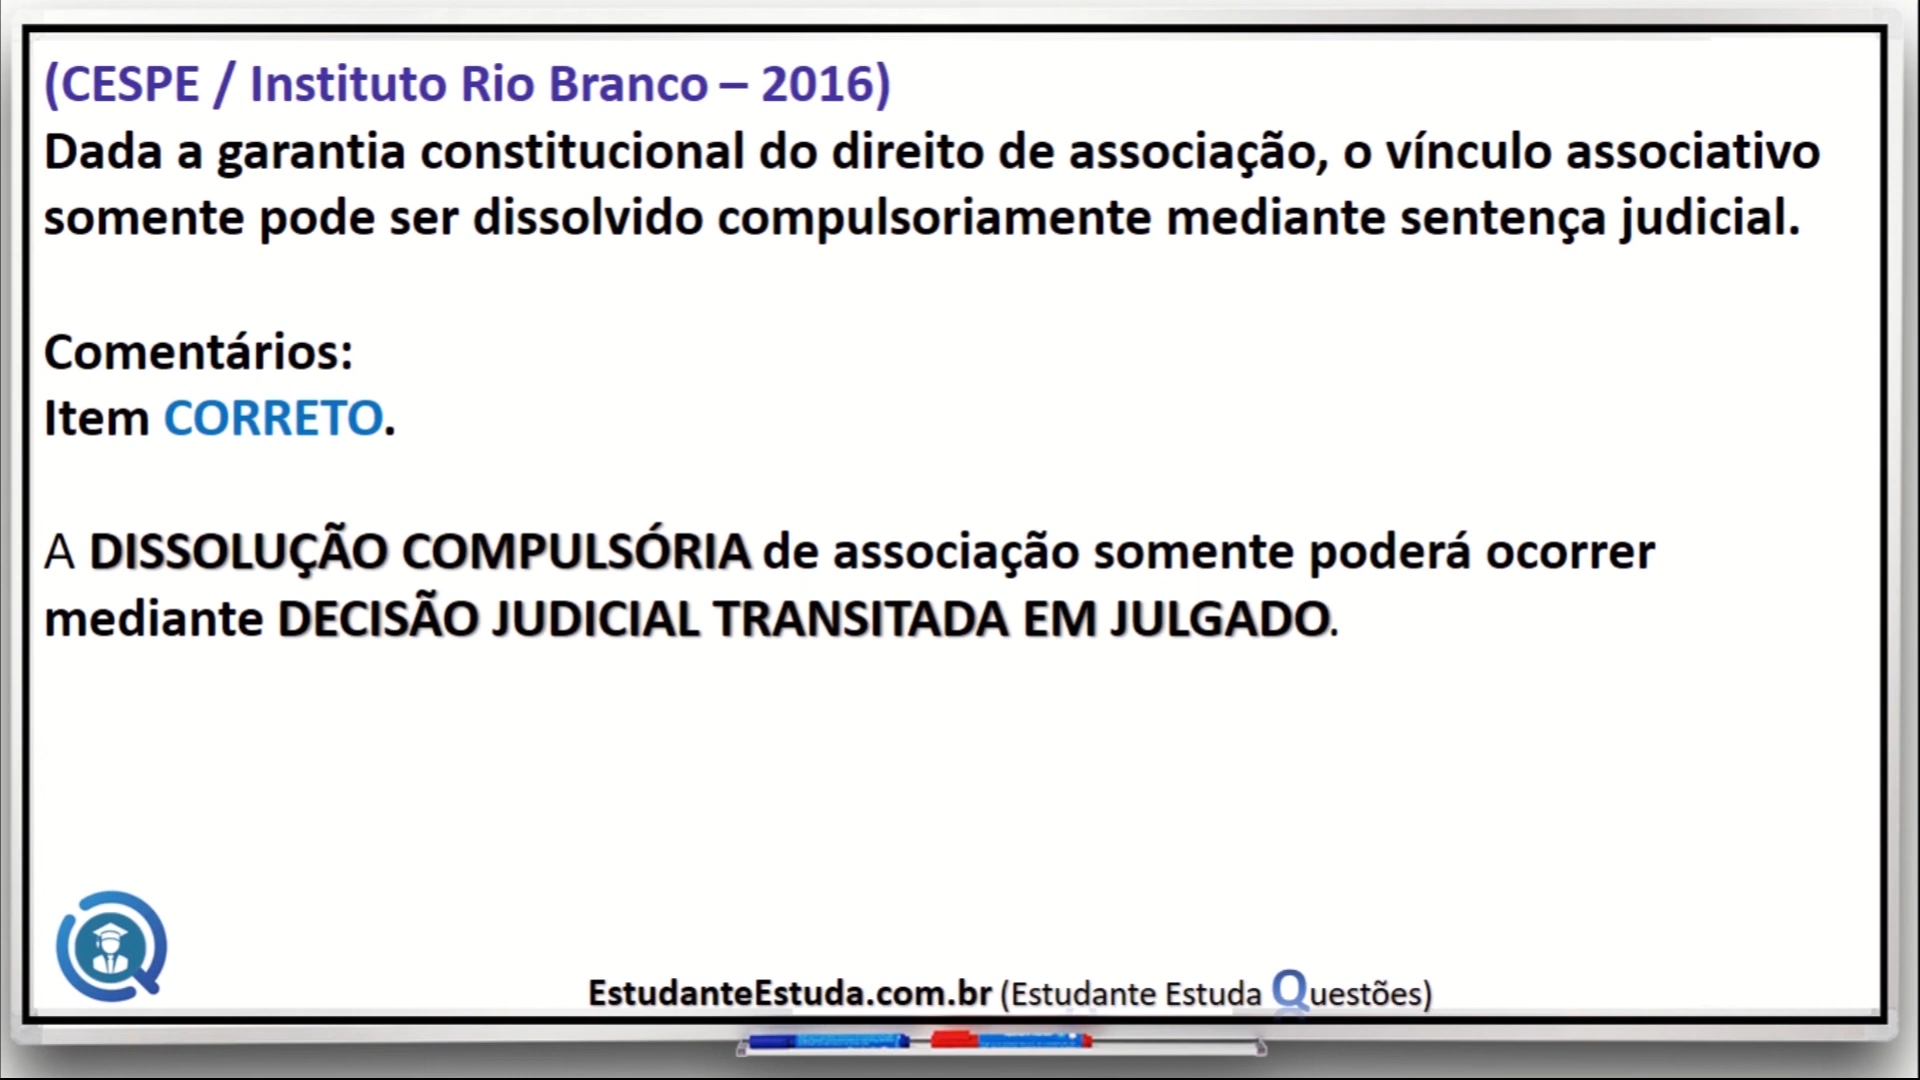 (CESPE / Instituto Rio Branco – 2016)
Dada a garantia constitucional do direito de associação, o vínculo associativo
somente pode ser dissolvido compulsoriamente mediante sentença judicial.
Comentários:
Item CORRETO.
A DISSOLUÇÃO COMPULSÓRIA de associação somente poderá ocorrer
mediante DECISÃO JUDICIAL TRANSITADA EM JULGADO.
EstudanteEstuda.com.br (Estudante Estuda Questões)